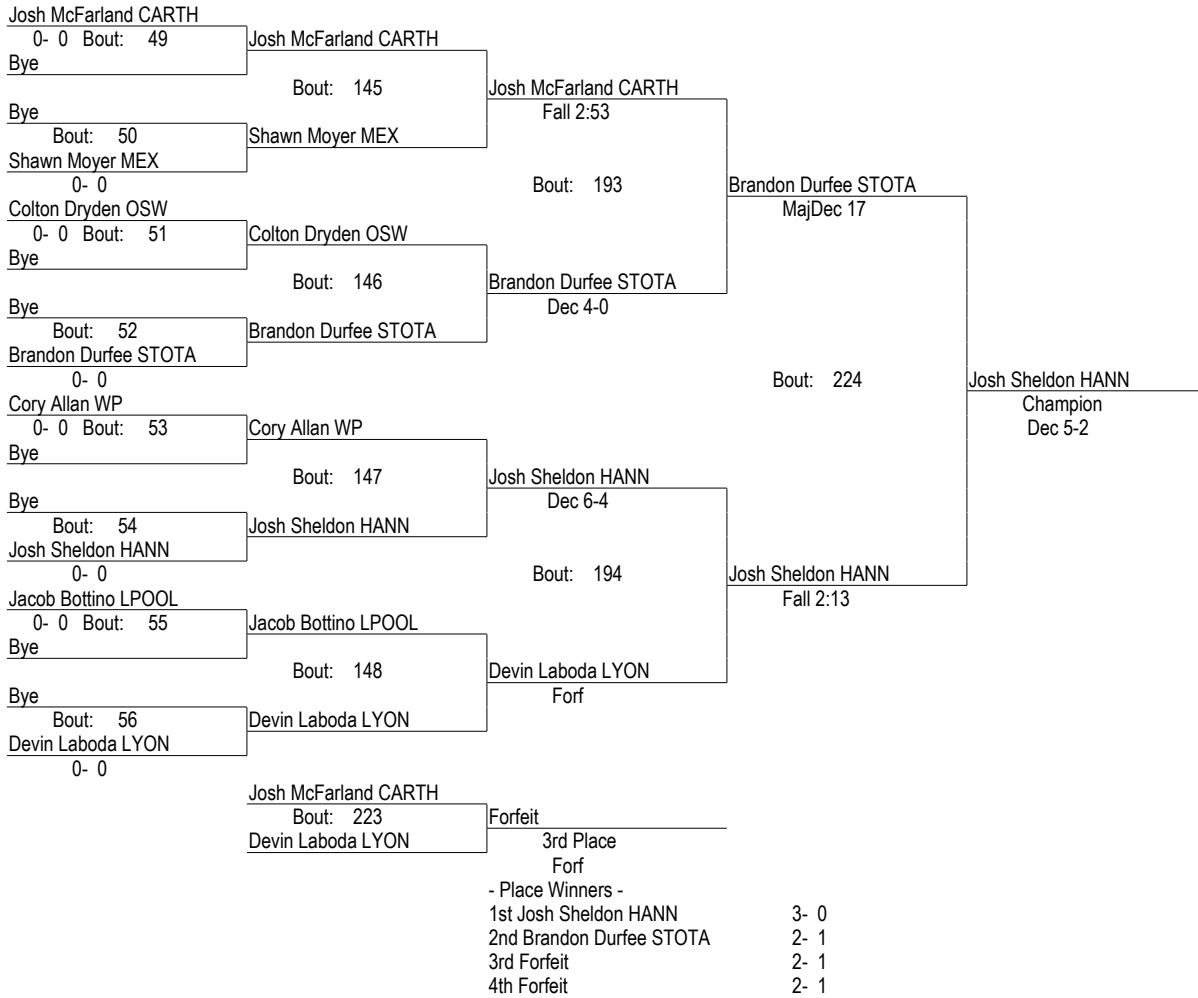 Josh McFarland CARTH
0- 0 Bout: 49
Josh McFarland CARTH
Bye
Bout: 145
Josh McFarland CARTH
Bye
Fall 2:53
Bout: 50
Shawn Moyer MEX
Shawn Moyer MEX
0- 0
Bout: 193
Brandon Durfee STOTA
Colton Dryden OSW
MajDec 17
0- 0 Bout: 51
Colton Dryden OSW
Bye
Bout: 146
Brandon Durfee STOTA
Bye
Dec 4-0
Bout: 52
Brandon Durfee STOTA
Brandon Durfee STOTA
0- 0
Bout: 224
Josh Sheldon HANN
Cory Allan WP
Champion
0- 0 Bout: 53
Cory Allan WP
Dec 5-2
Bye
Bout: 147
Josh Sheldon HANN
Bye
Dec 6-4
Bout: 54
Josh Sheldon HANN
Josh Sheldon HANN
0- 0
Bout: 194
Josh Sheldon HANN
Jacob Bottino LPOOL
Fall 2:13
0- 0 Bout: 55
Jacob Bottino LPOOL
Bye
Bout: 148
Devin Laboda LYON
Bye
Forf
Bout: 56
Devin Laboda LYON
Devin Laboda LYON
0- 0
Josh McFarland CARTH
Bout: 223
Forfeit
Devin Laboda LYON
3rd Place
Forf
- Place Winners -
1st Josh Sheldon HANN 3- 0
2nd Brandon Durfee STOTA 2- 1
3rd Forfeit 2- 1
4th Forfeit 2- 1